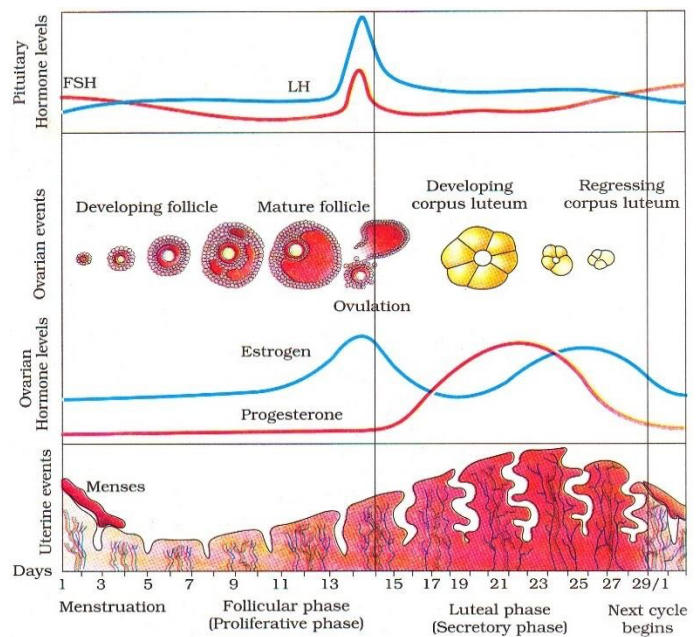 Pituitary
Hormone levels
FSH
LH
Ovarian events
Developing follicle
Mature follicle
Developing
corpus luteum
Regressing
corpus luteum
Ovulation
Ovarian
Hormone levels
Estrogen
Progesterone
Uterine events
Menses
Days
1 3 5 7 9 11 13 15 17 19 21 23 25 27 29/1
Menstruation
Follicular phase
(Proliferative phase)
Luteal phase
(Secretory phase)
Next cycle
begins